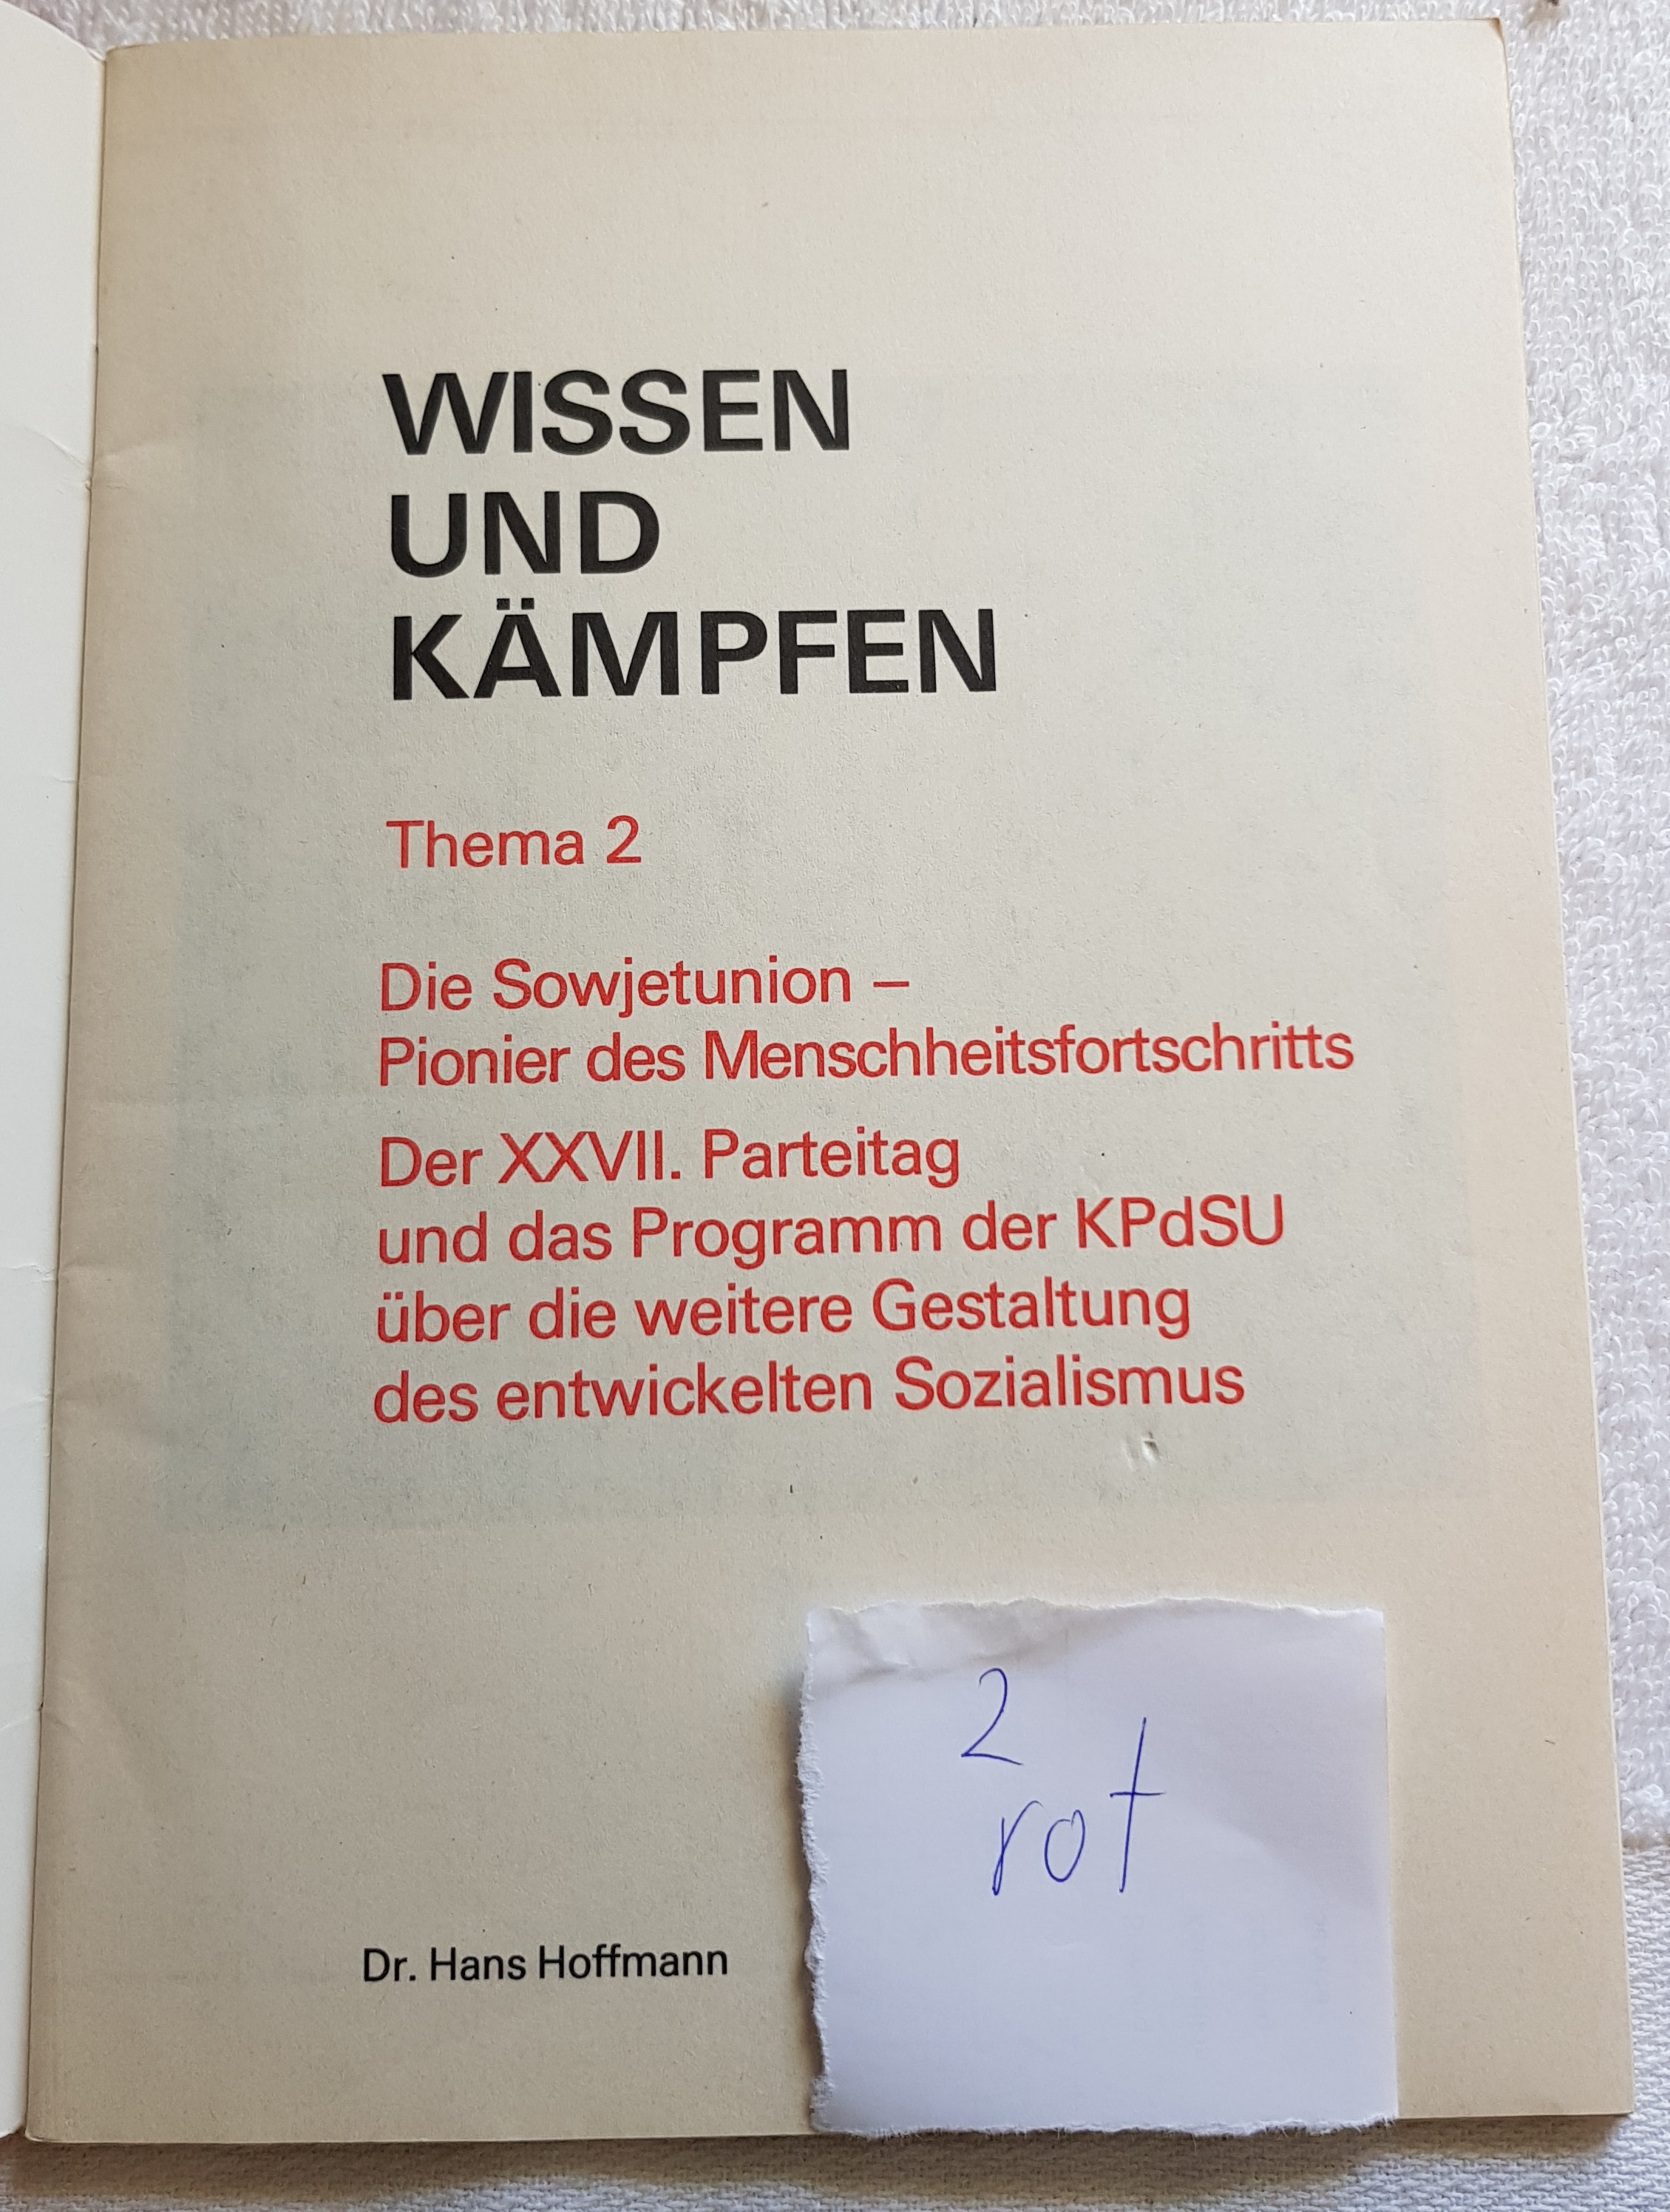 WISSEN
UND
KÄMPFEN
Thema 2
Die Sowjetunion –
Pionier des Menschheitsfortschritts
Der XXVII. Parteitag
und das Programm der KPdSU
über die weitere Gestaltung
des entwickelten Sozialismus
Dr. Hans Hoffmann
2
rot